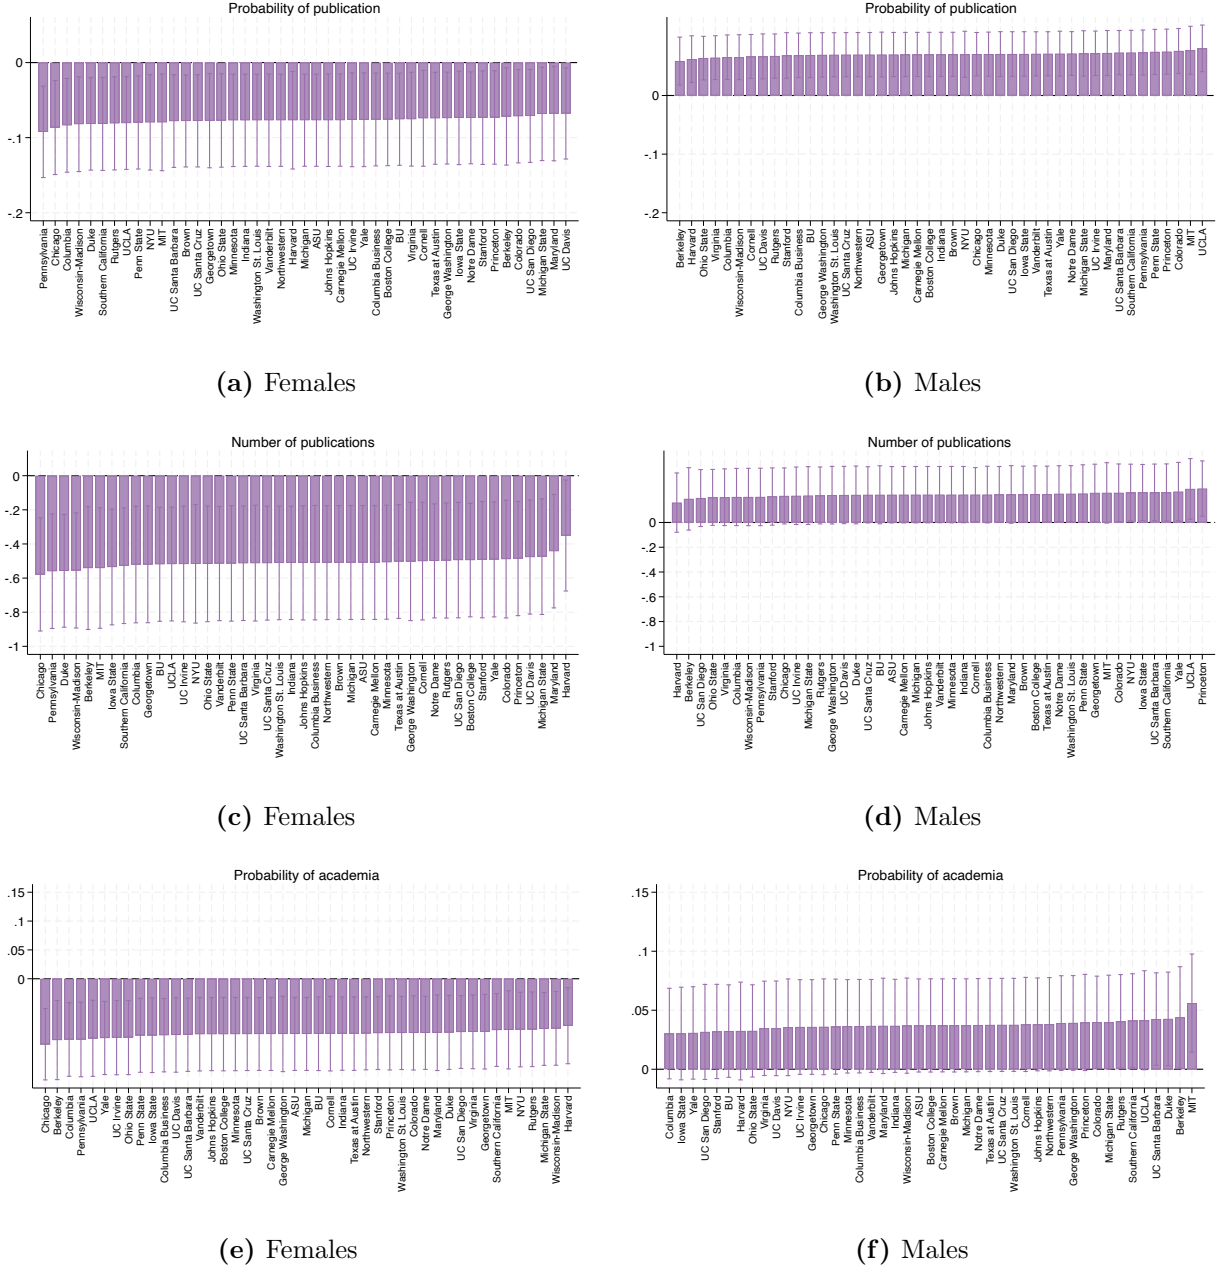 Probability of publication
0
-.1
-.2
Pennsylvania
Chicago
Columbia
Wisconsin-Madison
Duke
Southern California
Rutgers
UCLA
Penn State
NYU
MIT
UC Santa Barbara
Brown
UC Santa Cruz
Georgetown
Ohio State
Minnesota
Indiana
Washington St. Louis
Vanderbilt
Northwestern
Harvard
Michigan
ASU
Johns Hopkins
Carnegie Mellon
UC Irvine
Yale
Columbia Business
Boston College
BU
Virginia
Cornell
Texas at Austin
George Washington
Iowa State
Notre Dame
Stanford
Princeton
Berkeley
Colorado
UC San Diego
Michigan State
Maryland
UC Davis
(a) Females
Probability of publication
0
-.1
-.2
Berkeley
Harvard
Ohio State
Virginia
Columbia
Wisconsin-Madison
Cornell
UC Davis
Rutgers
Stanford
Columbia Business
BU
George Washington
Washington St. Louis
UC Santa Cruz
Northwestern
ASU
Georgetown
Johns Hopkins
Michigan
Carnegie Mellon
Boston College
Indiana
Brown
NYU
Chicago
Minnesota
Duke
UC San Diego
Iowa State
Vanderbilt
Texas at Austin
Yale
Notre Dame
Michigan State
UC Irvine
Maryland
UC Santa Barbara
Southern California
Pennsylvania
Penn State
Princeton
Colorado
MIT
UCLA
(b) Males
Number of publications
0
-.2
-.4
-.6
-.8
-1
Chicago
Pennsylvania
Duke
Wisconsin-Madison
Berkeley
MIT
Iowa State
Southern California
Columbia
Georgetown
BU
UCLA
UC Irvine
NYU
Ohio State
Vanderbilt
Penn State
UC Santa Barbara
Virginia
UC Santa Cruz
Washington St. Louis
Indiana
Johns Hopkins
Columbia Business
Northwestern
Brown
Michigan
ASU
Carnegie Mellon
Minnesota
Texas at Austin
George Washington
Cornell
Notre Dame
Rutgers
UC San Diego
Boston College
Stanford
Yale
Colorado
Princeton
UC Davis
Michigan State
Maryland
Harvard
(c) Females
Number of publications
0
-.2
-.4
-.6
-.8
-1
Harvard
Berkeley
UC San Diego
Ohio State
Virginia
Columbia
Wisconsin-Madison
Pennsylvania
Stanford
Chicago
UC Irvine
Michigan State
Rutgers
George Washington
UC Davis
Duke
UC Santa Cruz
BU
ASU
Carnegie Mellon
Michigan
Johns Hopkins
Vanderbilt
Minnesota
Indiana
Cornell
Columbia Business
Northwestern
Maryland
Brown
Boston College
Texas at Austin
Notre Dame
Washington St. Louis
Penn State
Georgetown
MIT
Colorado
NYU
Iowa State
UC Santa Barbara
Southern California
Yale
UCLA
Princeton
(d) Males
Probability of academia
.15
.1
.05
0
Chicago
Berkeley
Columbia
Pennsylvania
UCLA
Yale
UC Irvine
Ohio State
Penn State
Iowa State
Columbia Business
UC Davis
UC Santa Barbara
Vanderbilt
Johns Hopkins
Boston College
Minnesota
UC Santa Cruz
Brown
Carnegie Mellon
George Washington
ASU
Michigan
BU
Cornell
Indiana
Texas at Austin
Northwestern
Stanford
Princeton
Washington St. Louis
Colorado
Notre Dame
Maryland
Duke
UC San Diego
Virginia
Georgetown
Southern California
MIT
NYU
Rutgers
Michigan State
Wisconsin-Madison
Harvard
(e) Females
Probability of academia
.15
.1
.05
0
Columbia
Iowa State
Yale
UC San Diego
Stanford
BU
Harvard
Ohio State
Virginia
UC Davis
NYU
UC Irvine
Georgetown
Chicago
Penn State
Minnesota
Columbia Business
Vanderbilt
Maryland
Indiana
Wisconsin-Madison
ASU
Boston College
Carnegie Mellon
Brown
Michigan
Notre Dame
Texas at Austin
UC Santa Cruz
Washington St. Louis
Cornell
Johns Hopkins
Northwestern
Pennsylvania
George Washington
Princeton
Colorado
Michigan State
Rutgers
Southern California
UCLA
UC Santa Barbara
Duke
Berkeley
MIT
(f) Males